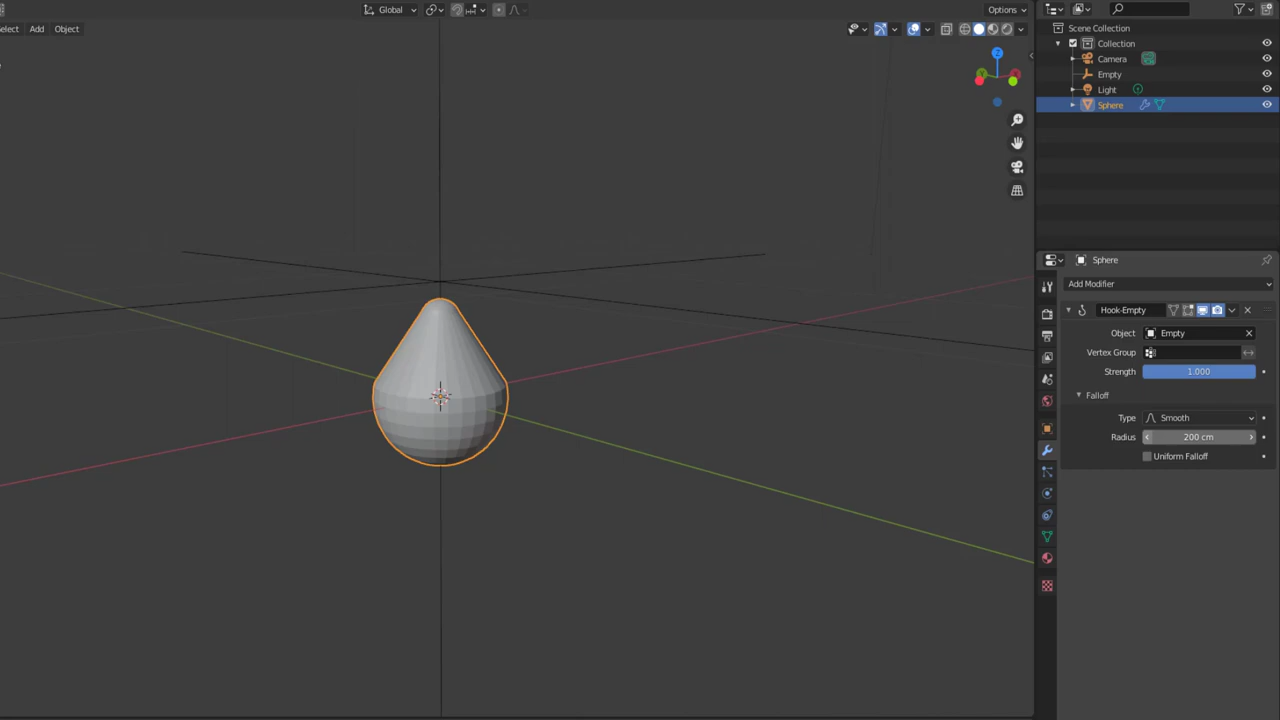 Global
Options
elect Add Object
Scene Collection
Collection
Camera
Empty
Light
Sphere
Sphere
Add Modifier
Hook-Empty
Object Empty
Vertex Group
Strength 1.000
Falloff
Type Smooth
Radius 200 cm
Uniform Falloff